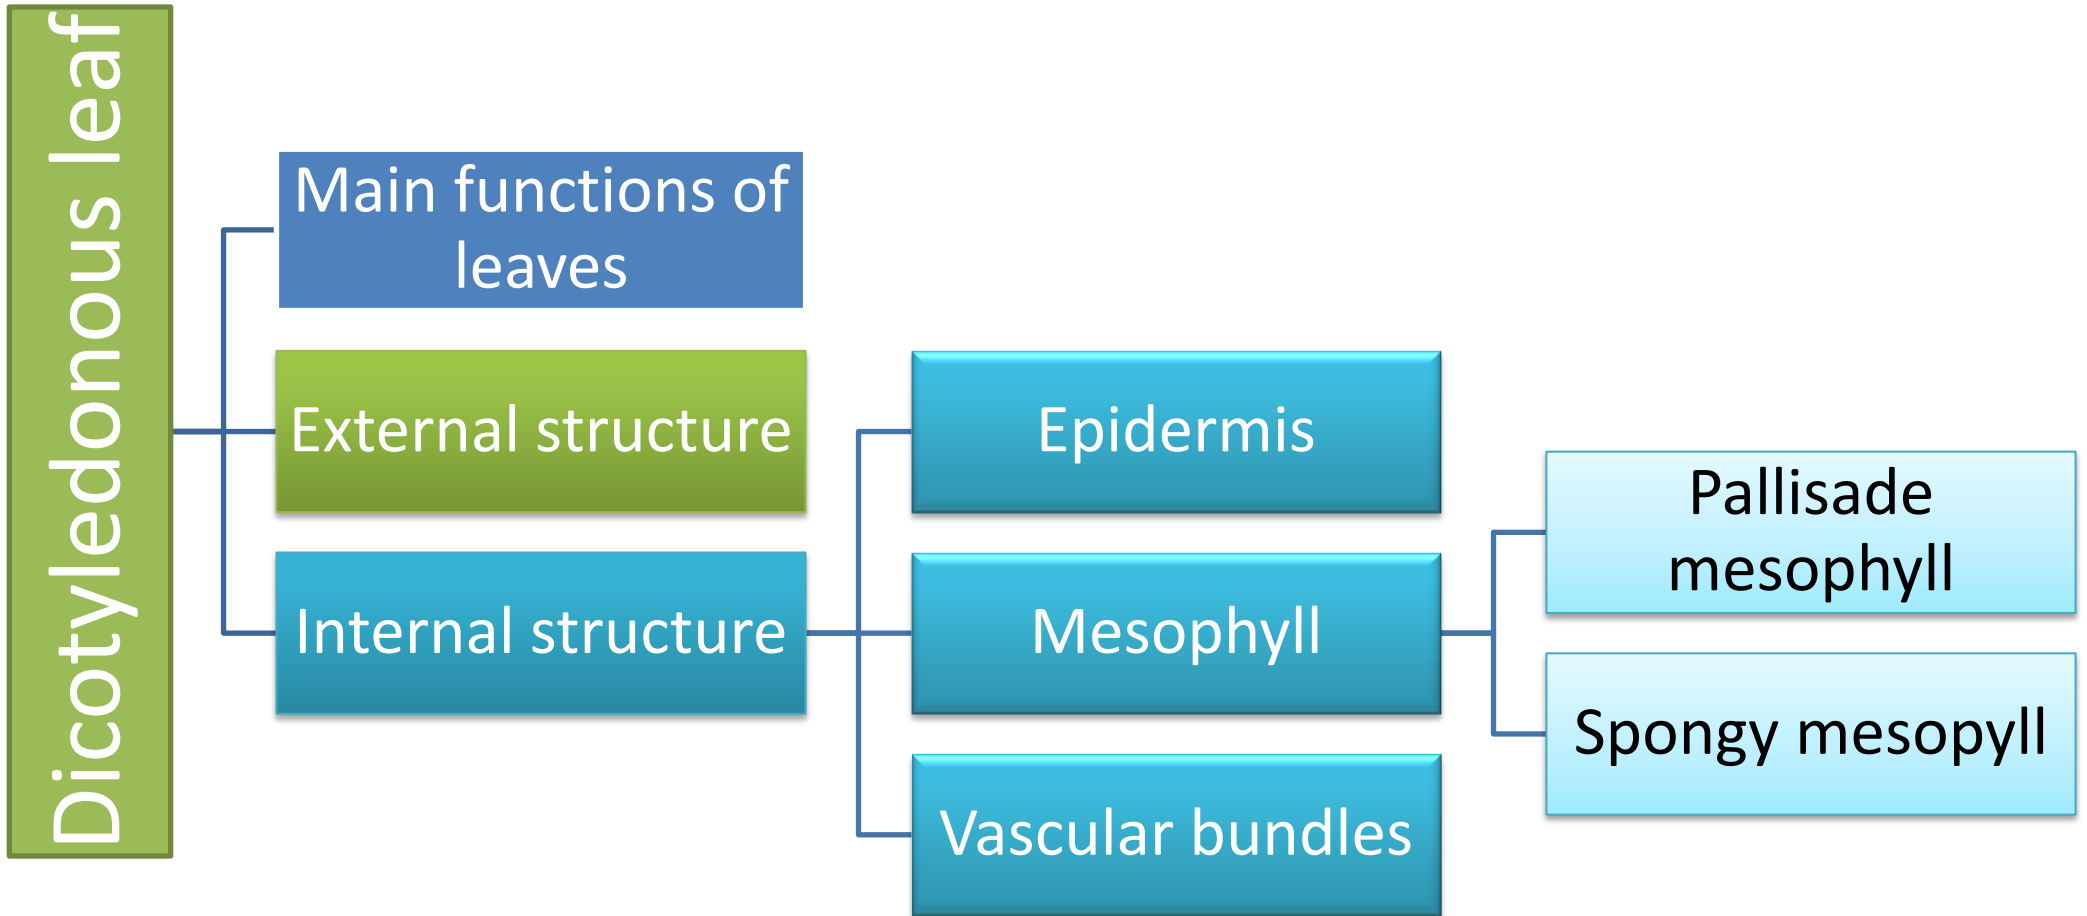 Dicotyledonous leaf
Main functions of
leaves
External structure
Internal structure
Epidermis
Mesophyll
Vascular bundles
Pallisade
mesophyll
Spongy mesopyll